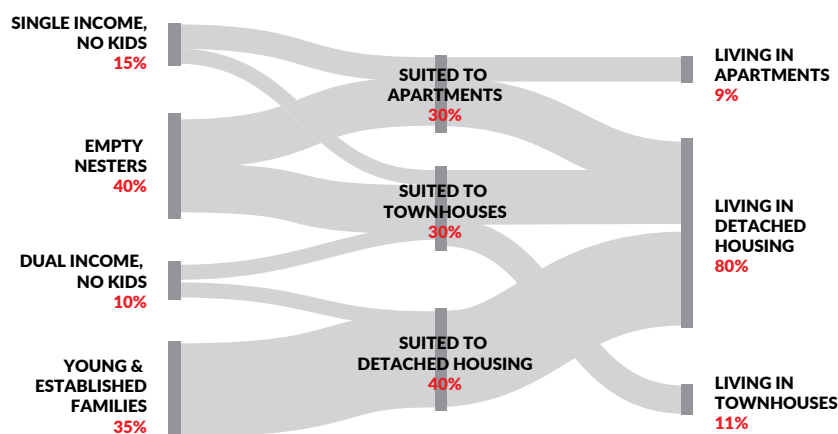 SINGLE INCOME,
NO KIDS
15%
EMPTY
NESTERS
40%
DUAL INCOME,
NO KIDS
10%
YOUNG &
ESTABLISHED
FAMILIES
35%
SUITED TO
APARTMENTS
30%
SUITED TO
TOWNHOUSES
30%
SUITED TO
DETACHED HOUSING
40%
LIVING IN
APARTMENTS
9%
LIVING IN
DETACHED
HOUSING
80%
LIVING IN
TOWNHOUSES
11%